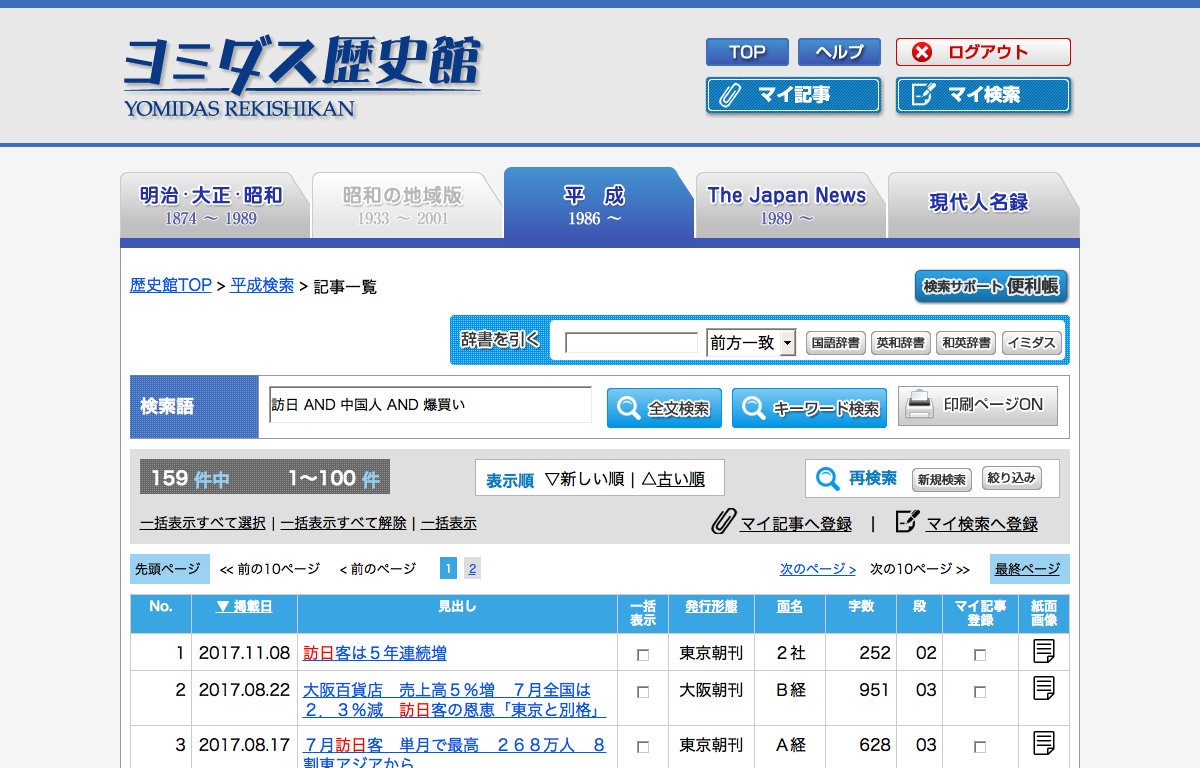 ヨミダス歴史館
YOMIDAS REKISHIKAN
TOP ヘルプ ログアウト
マイ記事 マイ検索
明治・大正・昭和 昭和の地域版 平 成 The Japan News 現代人名録
1874 ～ 1989 1933 ～ 2001 1986 ～ 1989 ～
歴史館TOP > 平成検索 > 記事一覧
検索サポート 便利帳
辞書を引く 前方一致 国語辞書 英和辞書 和英辞書 イミダス
検索語 訪日 AND 中国人 AND 爆買い 全文検索 キーワード検索 印刷ページON
159 件中 1～100 件 表示順 ▽新しい順 | △古い順 再検索 新規検索 絞り込み
一括表示すべて選択 | 一括表示すべて解除 | 一括表示 マイ記事へ登録 | マイ検索へ登録
先頭ページ << 前の10ページ < 前のページ 1 2 次のページ > 次の10ページ >> 最終ページ
No. ▼ 掲載日 見出し 一括 発行形態 面名 字数 段 マイ記事 紙面
表示 登録 画像
1 2017.11.08 訪日客は５年連続増 東京朝刊 ２社 252 02
2 2017.08.22 大阪百貨店　売上高５％増　７月全国は 大阪朝刊 Ｂ経 951 03
２．３％減　訪日客の恩恵「東京と別格」
3 2017.08.17 ７月訪日客　単月で最高　２６８万人　８ 東京朝刊 Ａ経 628 03
割東アジアから